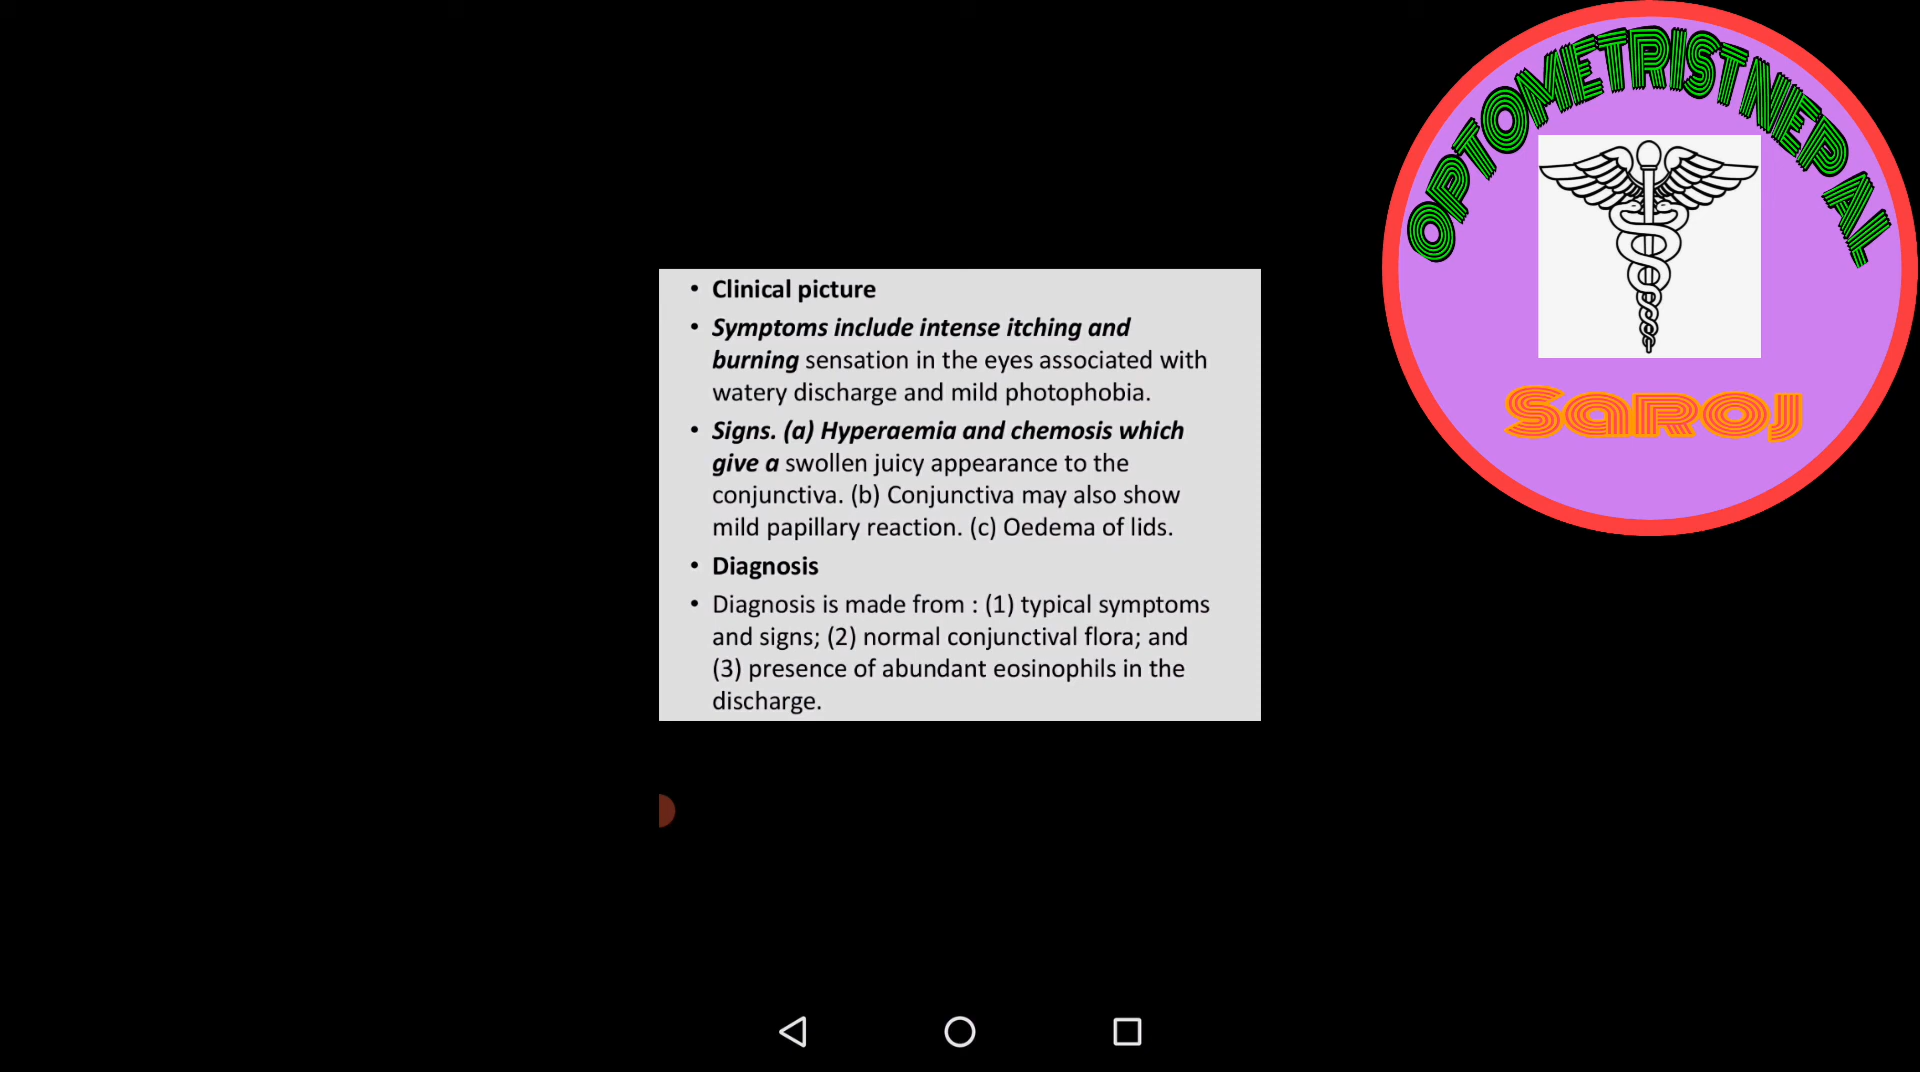 OPTOMETRISTNEPAL
Saroj
• Clinical picture
• Symptoms include intense itching and
burning sensation in the eyes associated with
watery discharge and mild photophobia.
• Signs. (a) Hyperaemia and chemosis which
give a swollen juicy appearance to the
conjunctiva. (b) Conjunctiva may also show
mild papillary reaction. (c) Oedema of lids.
• Diagnosis
• Diagnosis is made from : (1) typical symptoms
and signs; (2) normal conjunctival flora; and
(3) presence of abundant eosinophils in the
discharge.